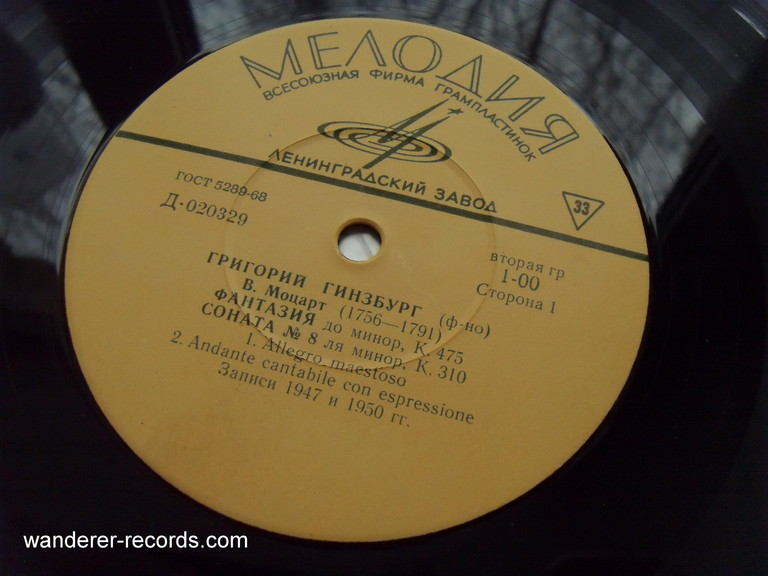 МЕЛОДИЯ
ВСЕСОЮЗНАЯ ФИРМА ГРАМПЛАСТИНОК
ЛЕНИНГРАДСКИЙ ЗАВОД
33
ГОСТ 5289-68
Д-020329
вторая гр
1-00
Сторона 1
ГРИГОРИЙ ГИНЗБУРГ (ф-но)
В. Моцарт (1756—1791)
ФАНТАЗИЯ до минор, К. 475
СОНАТА № 8 ля минор, К. 310
1. Allegro maestoso
2. Andante cantabile con espressione
Записи 1947 и 1950 гг.
wanderer-records.com